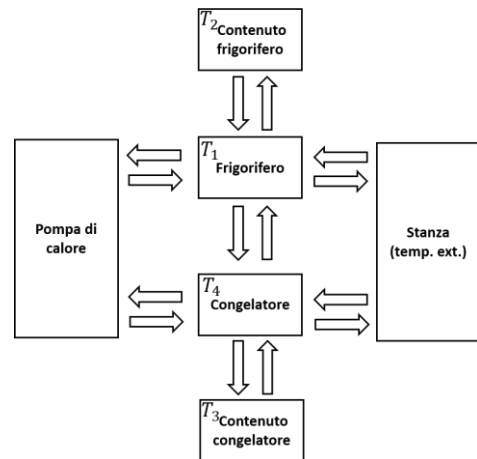 T₂ Contenuto
frigorifero
T₁
Frigorifero
Pompa di
calore
Stanza
(temp. ext.)
T₄
Congelatore
T₃ Contenuto
congelatore